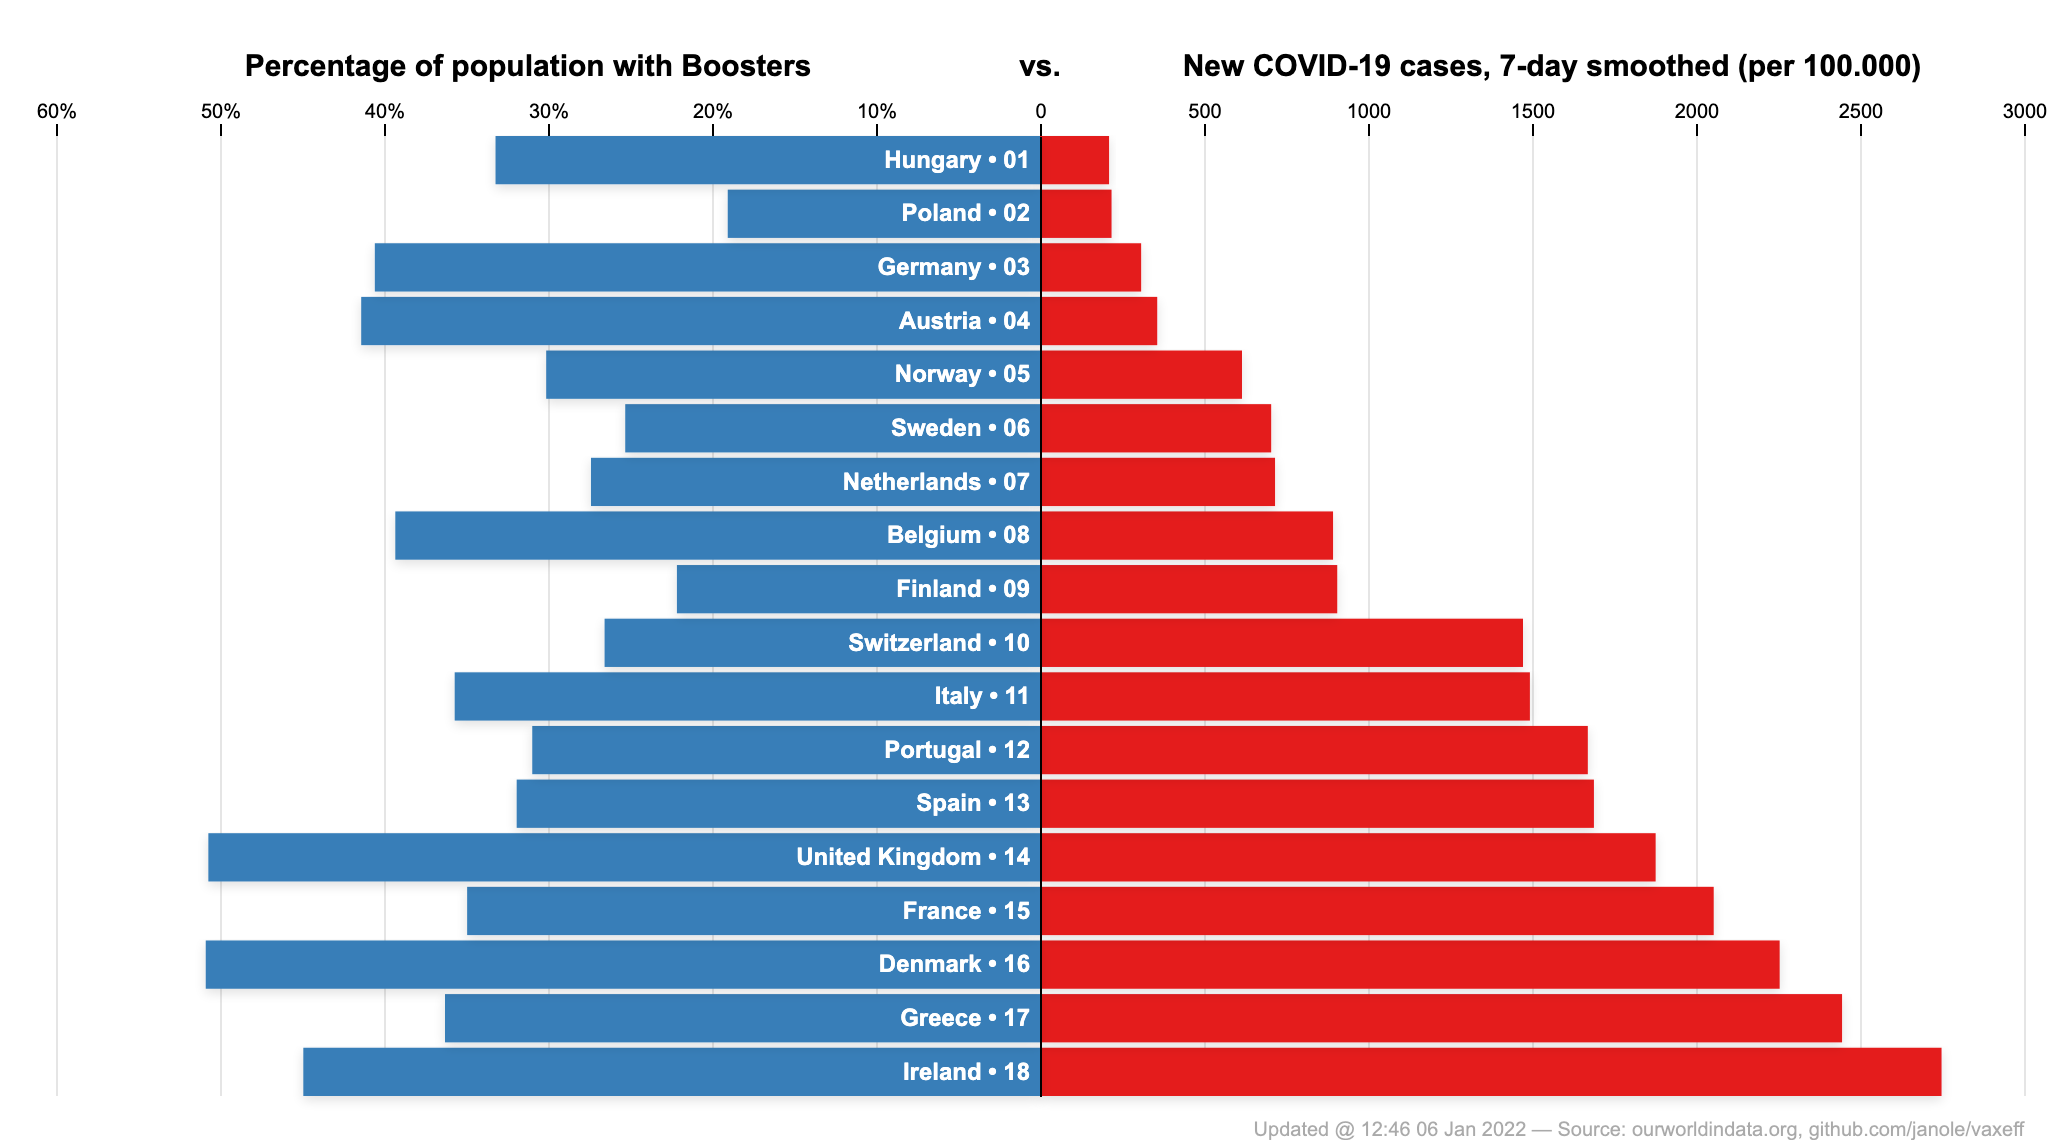 Percentage of population with Boosters vs. New COVID-19 cases, 7-day smoothed (per 100.000)
60% 50% 40% 30% 20% 10% 0 500 1000 1500 2000 2500 3000
Hungary • 01
Poland • 02
Germany • 03
Austria • 04
Norway • 05
Sweden • 06
Netherlands • 07
Belgium • 08
Finland • 09
Switzerland • 10
Italy • 11
Portugal • 12
Spain • 13
United Kingdom • 14
France • 15
Denmark • 16
Greece • 17
Ireland • 18
Updated @ 12:46 06 Jan 2022 — Source: ourworldindata.org, github.com/janole/vaxeff